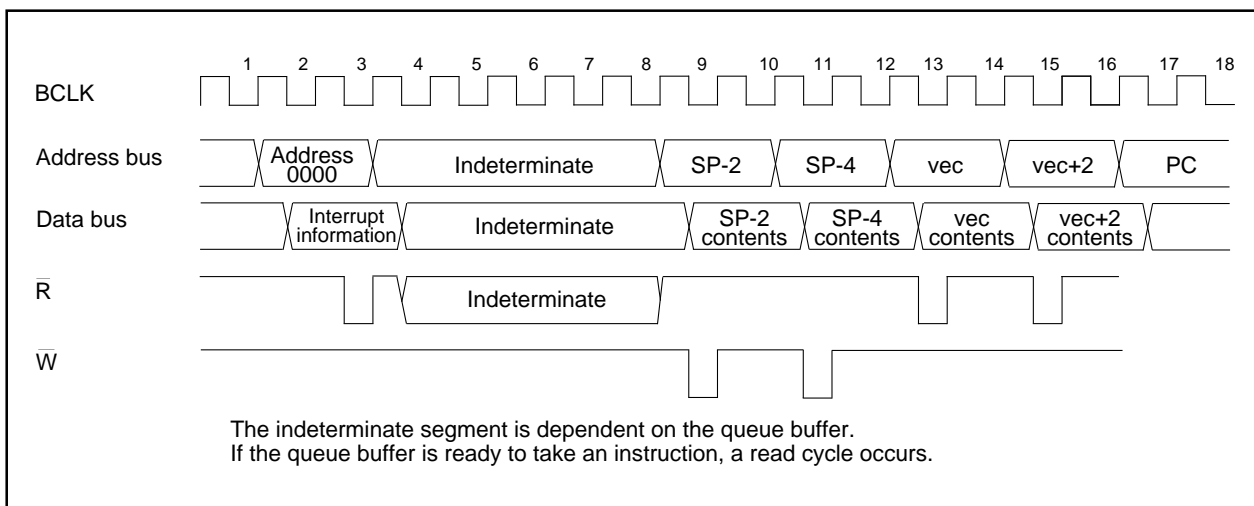 1 2 3 4 5 6 7 8 9 10 11 12 13 14 15 16 17 18
BCLK
Address bus
Address
0000
Indeterminate
SP-2
SP-4
vec
vec+2
PC
Data bus
Interrupt
information
Indeterminate
SP-2
contents
SP-4
contents
vec
contents
vec+2
contents
R̅
Indeterminate
W̅
The indeterminate segment is dependent on the queue buffer.
If the queue buffer is ready to take an instruction, a read cycle occurs.